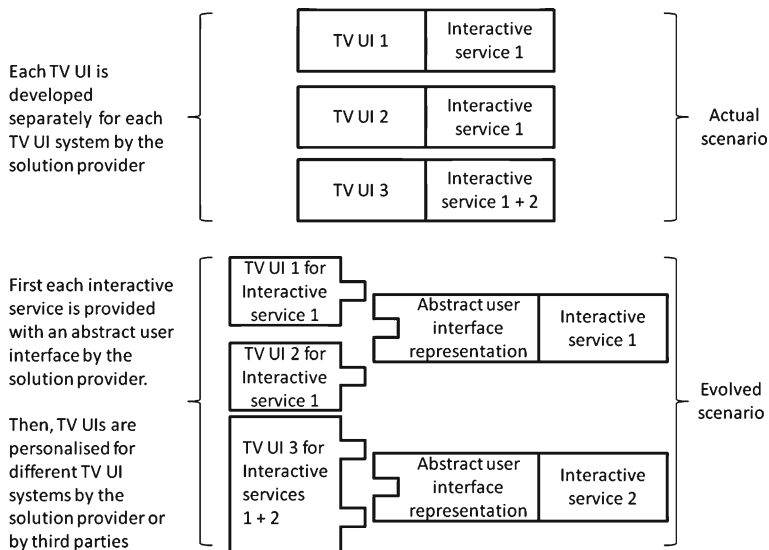 Each TV UI is
developed
separately for each
TV UI system by the
solution provider
TV UI 1
Interactive
service 1
TV UI 2
Interactive
service 1
TV UI 3
Interactive
service 1 + 2
Actual
scenario
First each interactive
service is provided
with an abstract user
interface by the
solution provider.
Then, TV UIs are
personalised for
different TV UI
systems by the
solution provider or
by third parties
TV UI 1 for
Interactive
service 1
TV UI 2 for
Interactive
service 1
TV UI 3 for
Interactive
services
1 + 2
Abstract user
interface
representation
Interactive
service 1
Abstract user
interface
representation
Interactive
service 2
Evolved
scenario